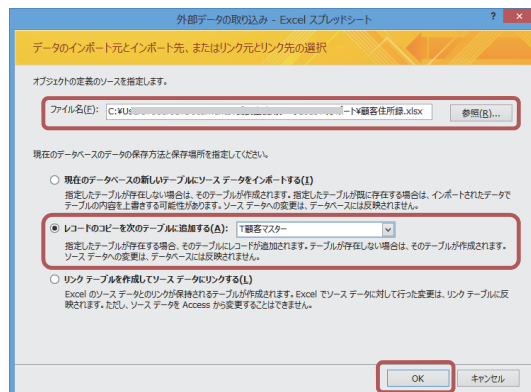 外部データの取り込み - Excel スプレッドシート
?
×
データのインポート元とインポート先、またはリンク元とリンク先の選択
オブジェクトの定義のソースを指定します。
ファイル名(F):
C:¥Us
ート¥顧客住所録.xlsx
参照(R)...
現在のデータベースのデータの保存方法と保存場所を指定してください。
現在のデータベースの新しいテーブルにソース データをインポートする(I)
指定したテーブルが存在しない場合は、そのテーブルが作成されます。指定したテーブルが既に存在する場合は、インポートされたデータで
テーブルの内容を上書きする可能性があります。ソース データへの変更は、データベースには反映されません。
レコードのコピーを次のテーブルに追加する(A):
T顧客マスター
指定したテーブルが存在する場合、そのテーブルにレコードが追加されます。テーブルが存在しない場合は、そのテーブルが作成されます。
ソース データへの変更は、データベースには反映されません。
リンク テーブルを作成してソース データにリンクする(L)
Excel のソース データとのリンクが保持されるテーブルが作成されます。Excel でソース データに対して行った変更は、リンク テーブルに反
映されます。ただし、ソース データを Access から変更することはできません。
OK
キャンセル